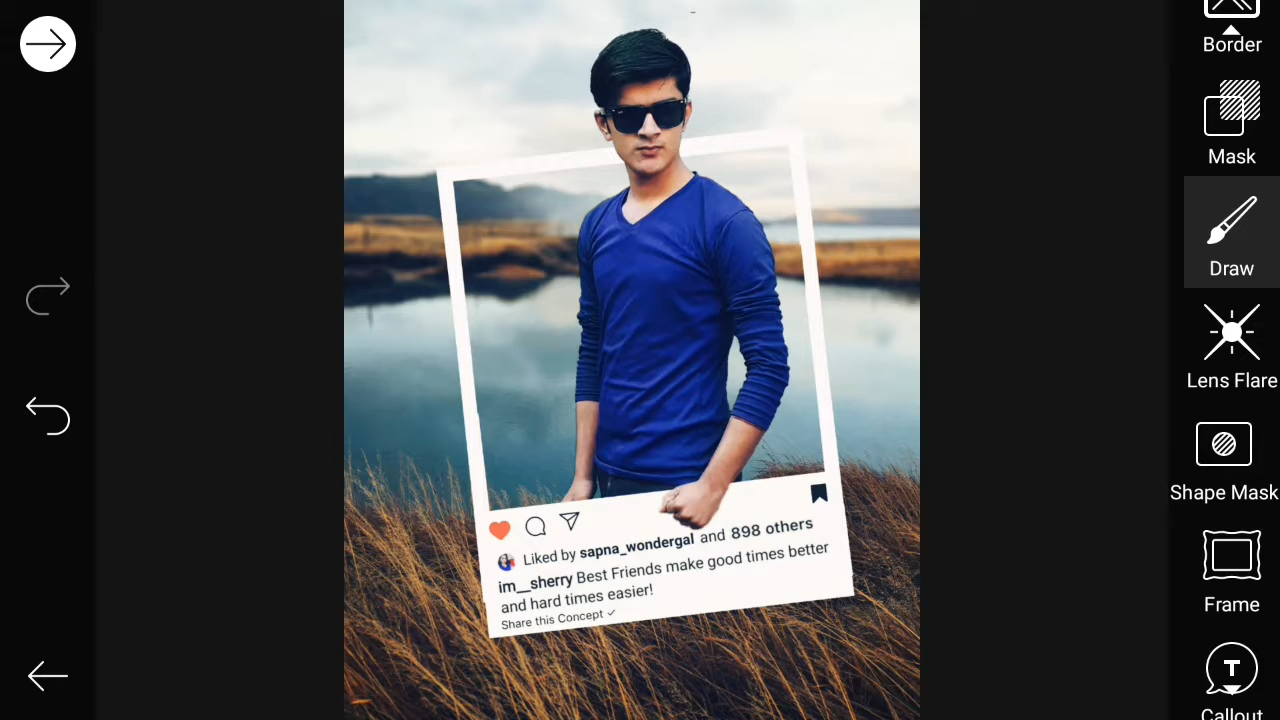 Border
Mask
Draw
Lens Flare
Shape Mask
Frame
T
Callout
Liked by sapna_wondergal and 898 others
im__sherry Best Friends make good times better
and hard times easier!
Share this Concept ✓